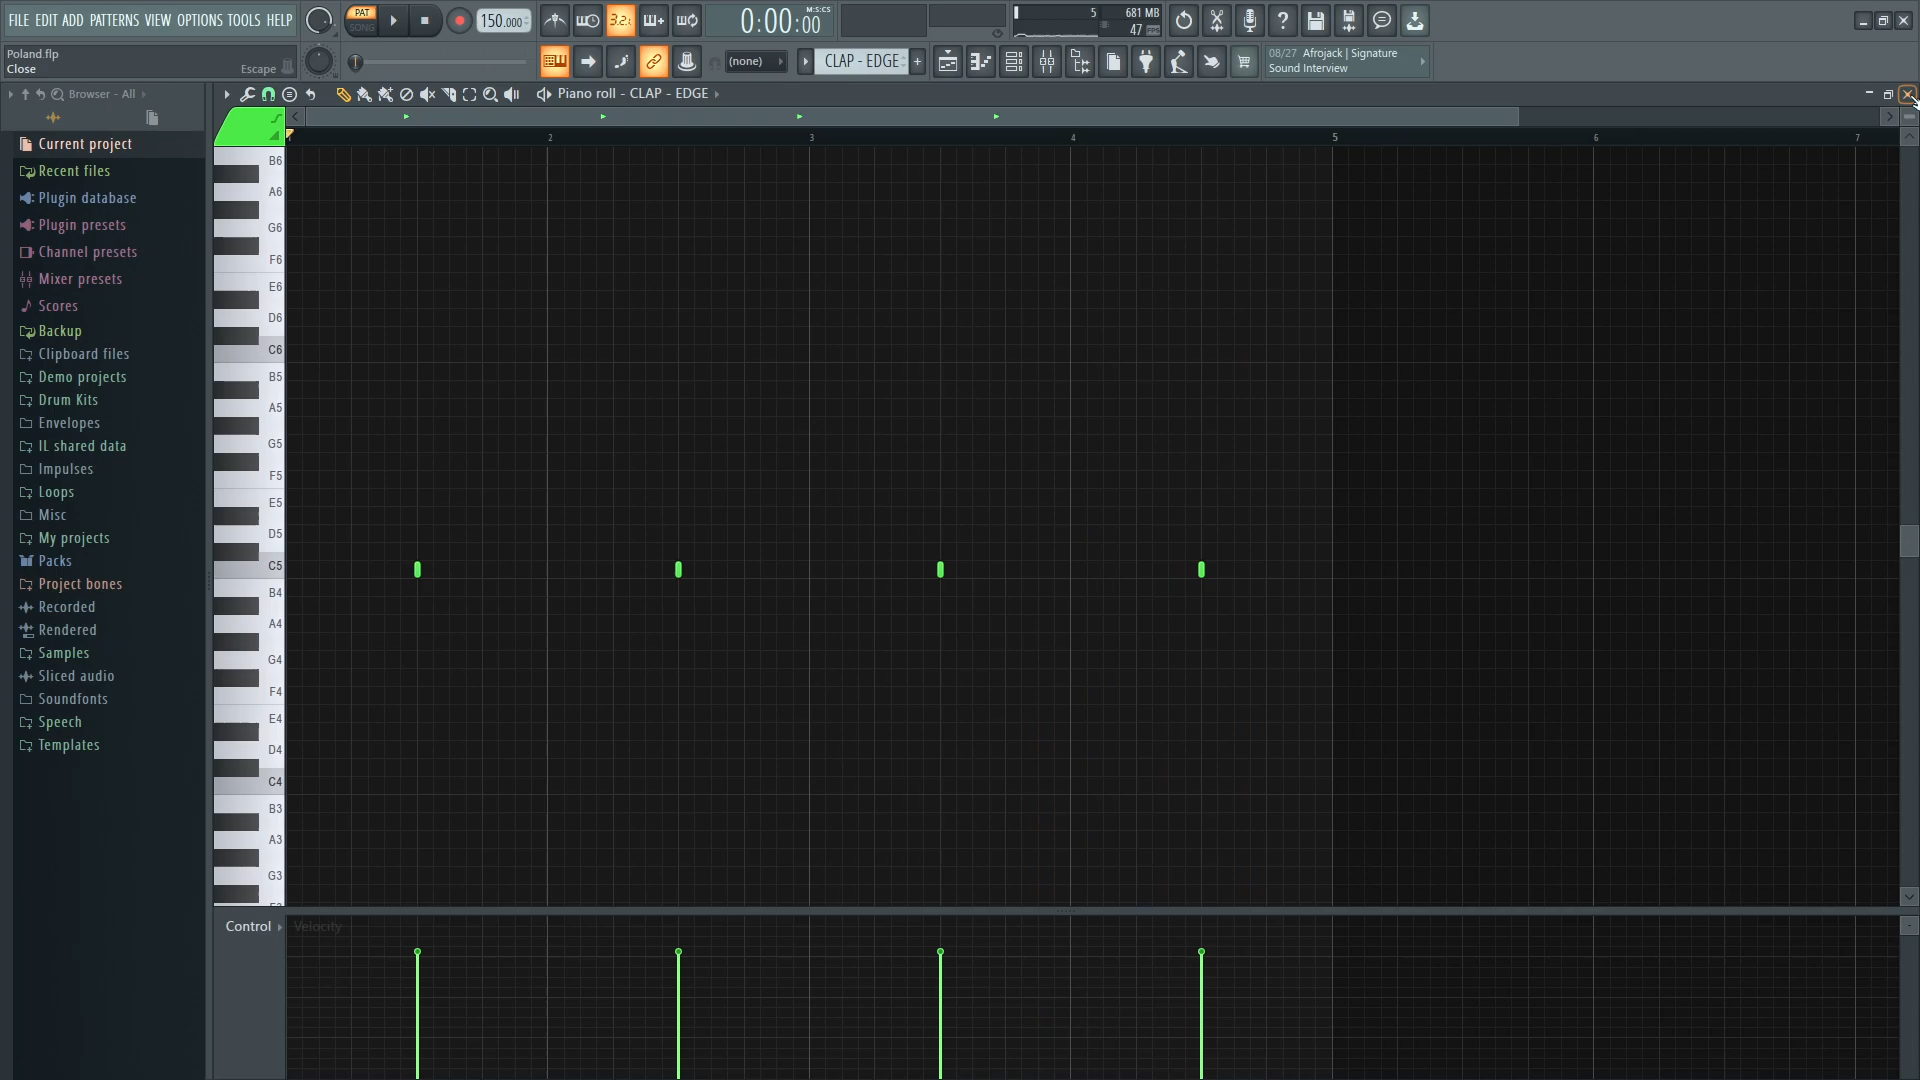 FILE EDIT ADD PATTERNS VIEW OPTIONS TOOLS HELP
PAT
SONG
150.000
3.2.
0:00:00
M:S:CS
5
681 MB
47
Poland.flp
Close
Escape
(none)
CLAP - EDGE
08/27 Afrojack | Signature
Sound Interview
Browser - All
Piano roll - CLAP - EDGE
Current project
Recent files
Plugin database
Plugin presets
Channel presets
Mixer presets
Scores
Backup
Clipboard files
Demo projects
Drum Kits
Envelopes
IL shared data
Impulses
Loops
Misc
My projects
Packs
Project bones
Recorded
Rendered
Samples
Sliced audio
Soundfonts
Speech
Templates
2
3
4
5
6
7
B6
A6
G6
F6
E6
D6
C6
B5
A5
G5
F5
E5
D5
C5
B4
A4
G4
F4
E4
D4
C4
B3
A3
G3
Control
Velocity